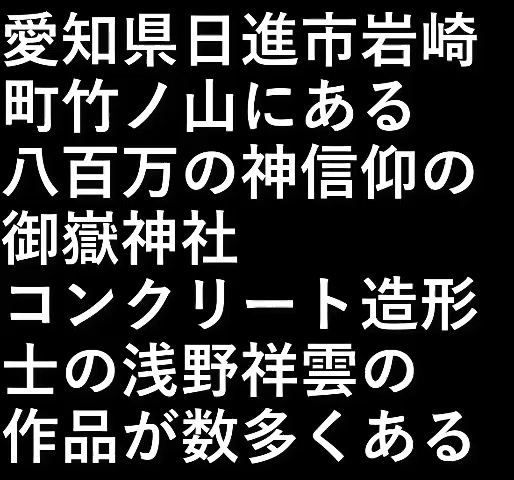 愛知県日進市岩崎
町竹ノ山にある
八百万の神信仰の
御嶽神社
コンクリート造形
士の浅野祥雲の
作品が数多くある